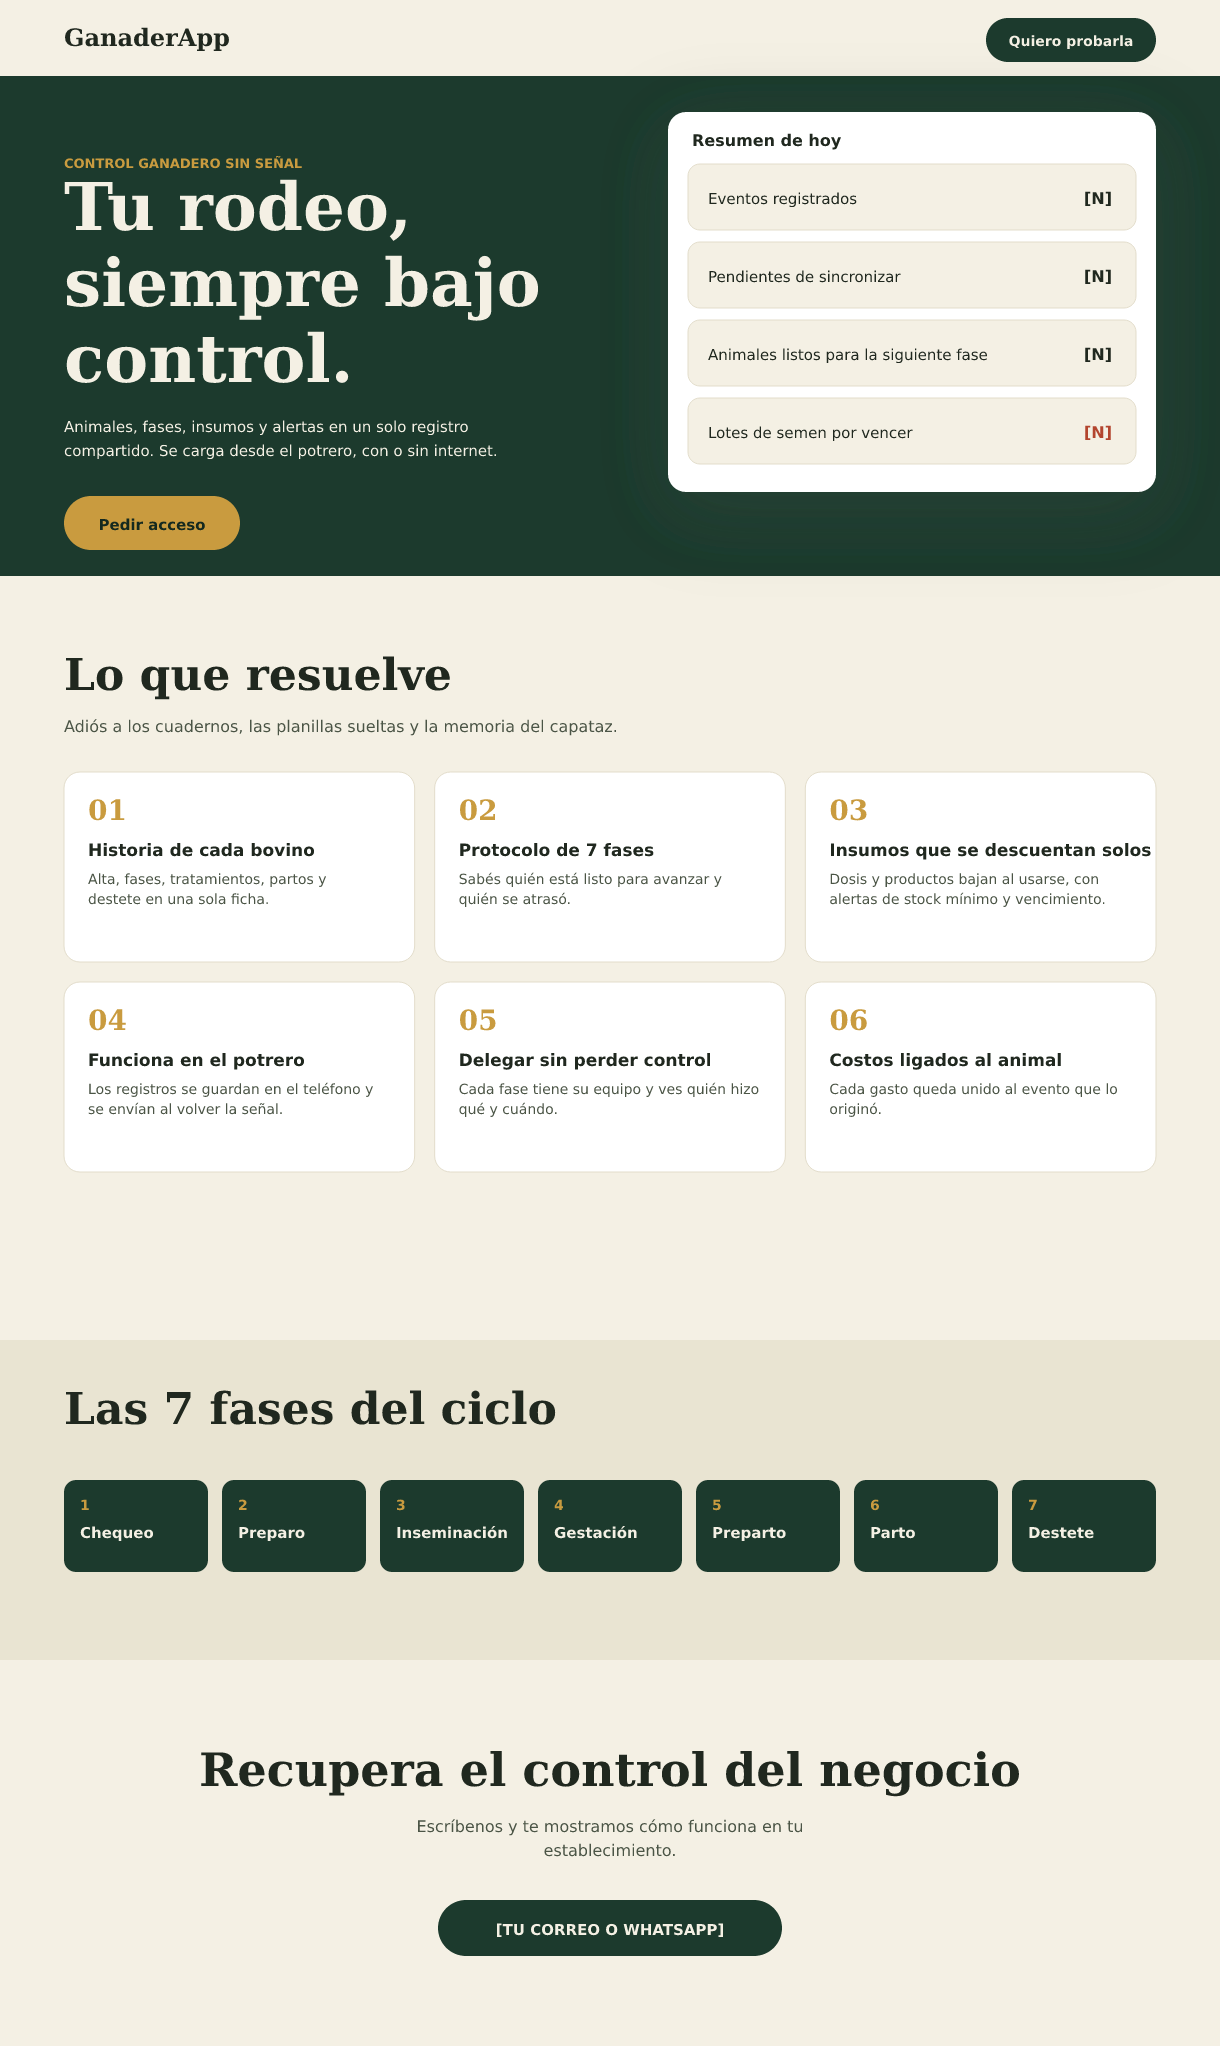 GanaderApp
Quiero probarla
CONTROL GANADERO SIN SEÑAL
Tu rodeo,
siempre bajo
control.
Animales, fases, insumos y alertas en un solo registro
compartido. Se carga desde el potrero, con o sin internet.
Pedir acceso
Resumen de hoy
Eventos registrados [N]
Pendientes de sincronizar [N]
Animales listos para la siguiente fase [N]
Lotes de semen por vencer [N]
Lo que resuelve
Adiós a los cuadernos, las planillas sueltas y la memoria del capataz.
01
Historia de cada bovino
Alta, fases, tratamientos, partos y
destete en una sola ficha.
02
Protocolo de 7 fases
Sabés quién está listo para avanzar y
quién se atrasó.
03
Insumos que se descuentan solos
Dosis y productos bajan al usarse, con
alertas de stock mínimo y vencimiento.
04
Funciona en el potrero
Los registros se guardan en el teléfono y
se envían al volver la señal.
05
Delegar sin perder control
Cada fase tiene su equipo y ves quién hizo
qué y cuándo.
06
Costos ligados al animal
Cada gasto queda unido al evento que lo
originó.
Las 7 fases del ciclo
1
Chequeo
2
Preparo
3
Inseminación
4
Gestación
5
Preparto
6
Parto
7
Destete
Recupera el control del negocio
Escríbenos y te mostramos cómo funciona en tu
establecimiento.
[TU CORREO O WHATSAPP]